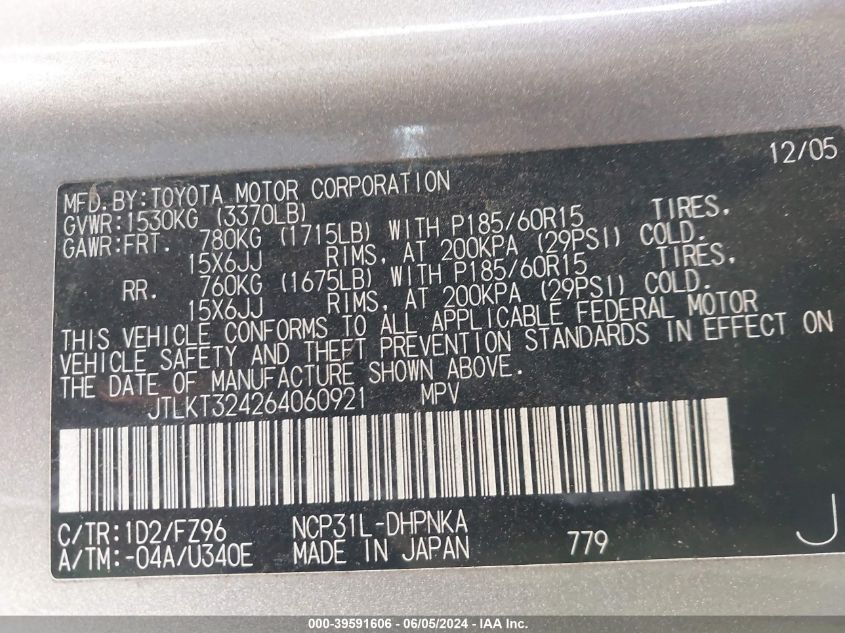 12/05
MFD.BY:TOYOTA MOTOR CORPORATION
GVWR:1530KG (3370LB)
GAWR:FRT. 780KG (1715LB) WITH P185/60R15 TIRES,
15X6JJ RIMS, AT 200KPA (29PSI) COLD.
RR. 760KG (1675LB) WITH P185/60R15 TIRES,
15X6JJ RIMS, AT 200KPA (29PSI) COLD.
THIS VEHICLE CONFORMS TO ALL APPLICABLE FEDERAL MOTOR
VEHICLE SAFETY AND THEFT PREVENTION STANDARDS IN EFFECT ON
THE DATE OF MANUFACTURE SHOWN ABOVE.
JTLKT324264060921 MPV
C/TR:1D2/FZ96 NCP31L-DHPNKA
A/TM:-04A/U340E MADE IN JAPAN 779 J
000-39591606 - 06/05/2024 - IAA Inc.